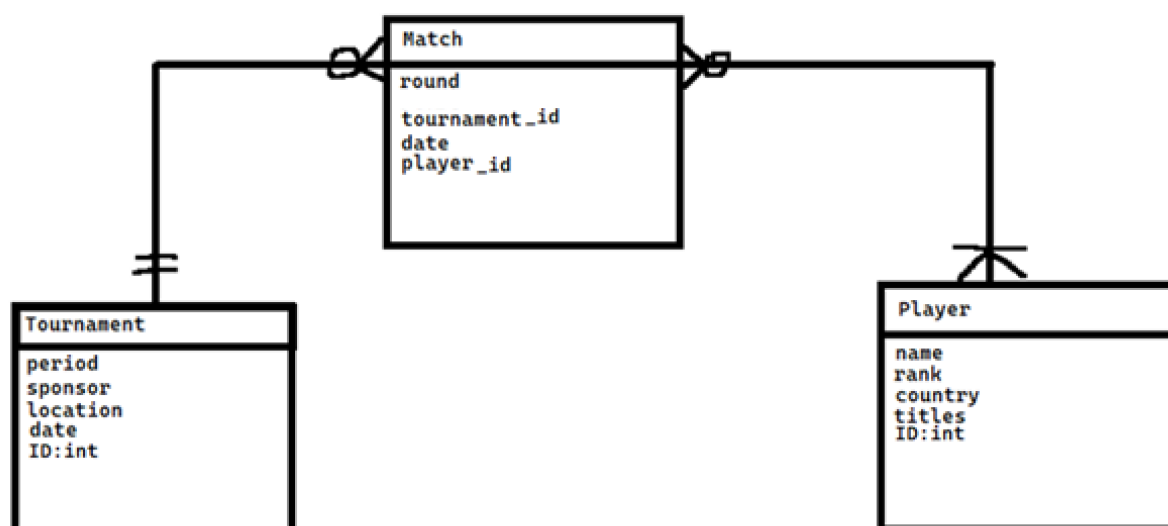 Match
round
tournament_id
date
player_id
Tournament
period
sponsor
location
date
ID:int
Player
name
rank
country
titles
ID:int